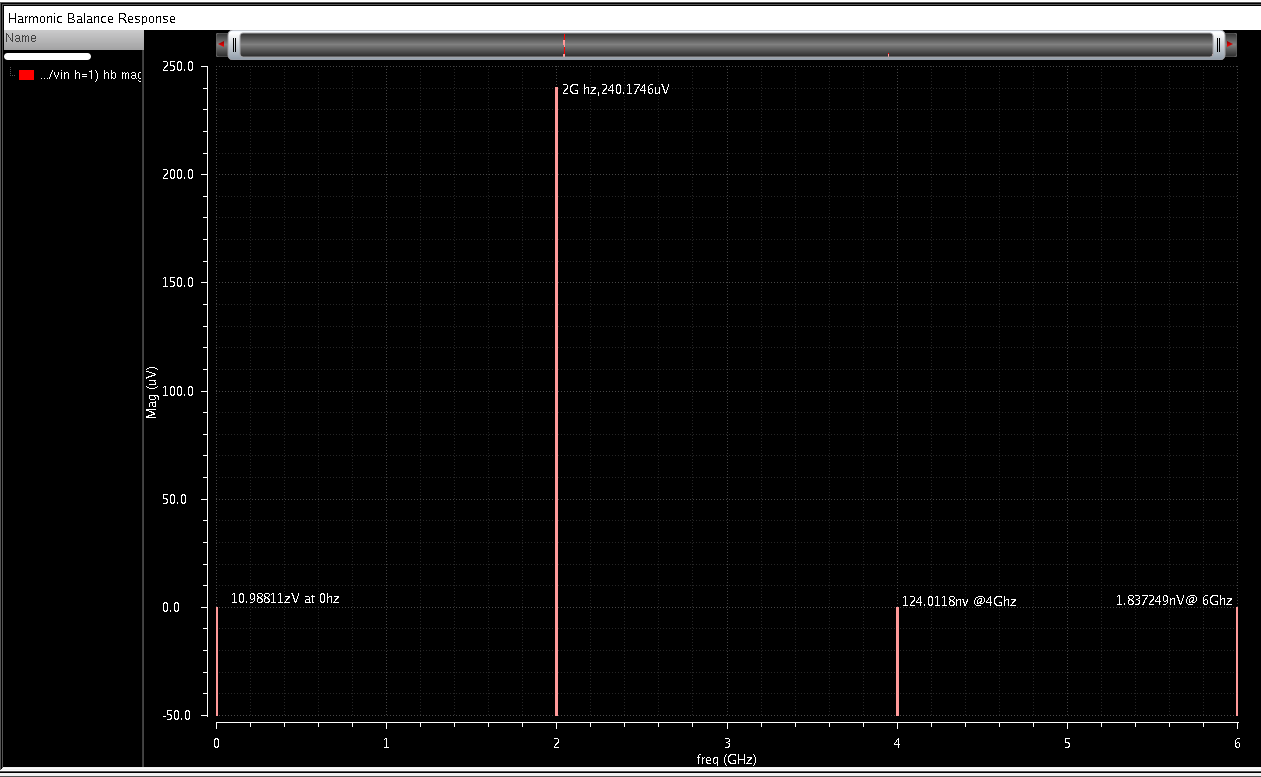 Harmonic Balance Response
Name
.../vin h=1) hb mag
250.0
2G hz,240.1746uV
200.0
150.0
Mag (uV)
100.0
50.0
10.98811zV at 0hz
124.0118nv @4Ghz
1.837249nV@ 6Ghz
0.0
-50.0
0 1 2 3 4 5 6
freq (GHz)